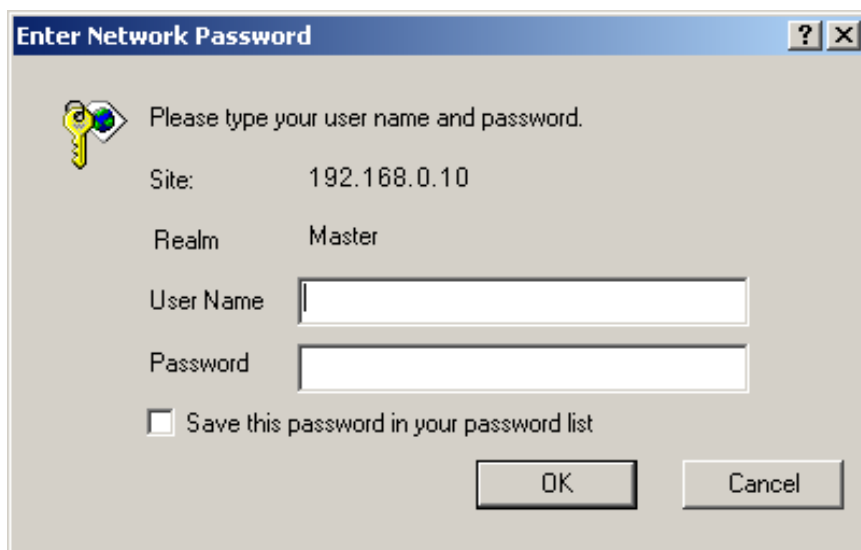 Enter Network Password
Please type your user name and password.
Site: 192.168.0.10
Realm Master
User Name
Password
Save this password in your password list
OK Cancel